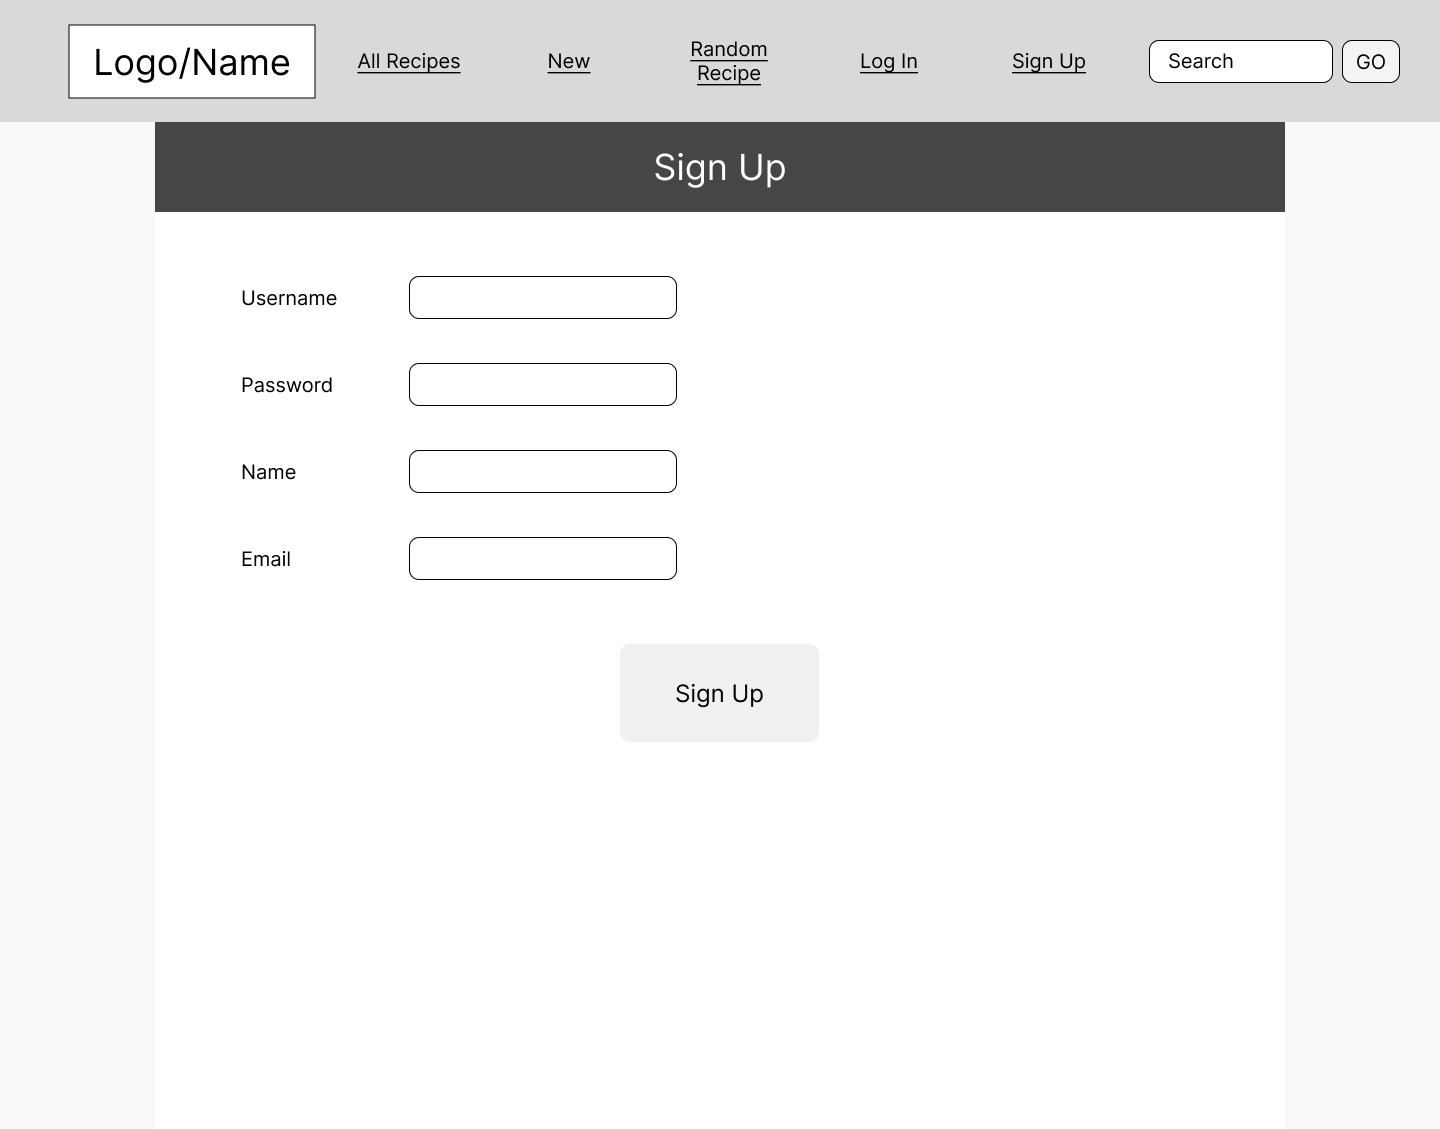 Logo/Name
All Recipes
New
Random
Recipe
Log In
Sign Up
Search
GO
Sign Up
Username
Password
Name
Email
Sign Up